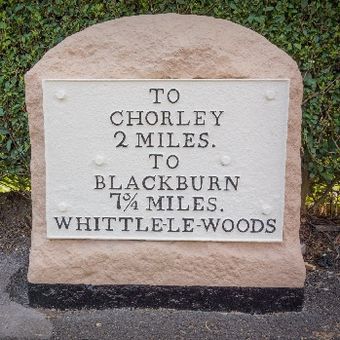 TO
CHORLEY
2 MILES.
TO
BLACKBURN
7¾ MILES.
WHITTLE-LE-WOODS